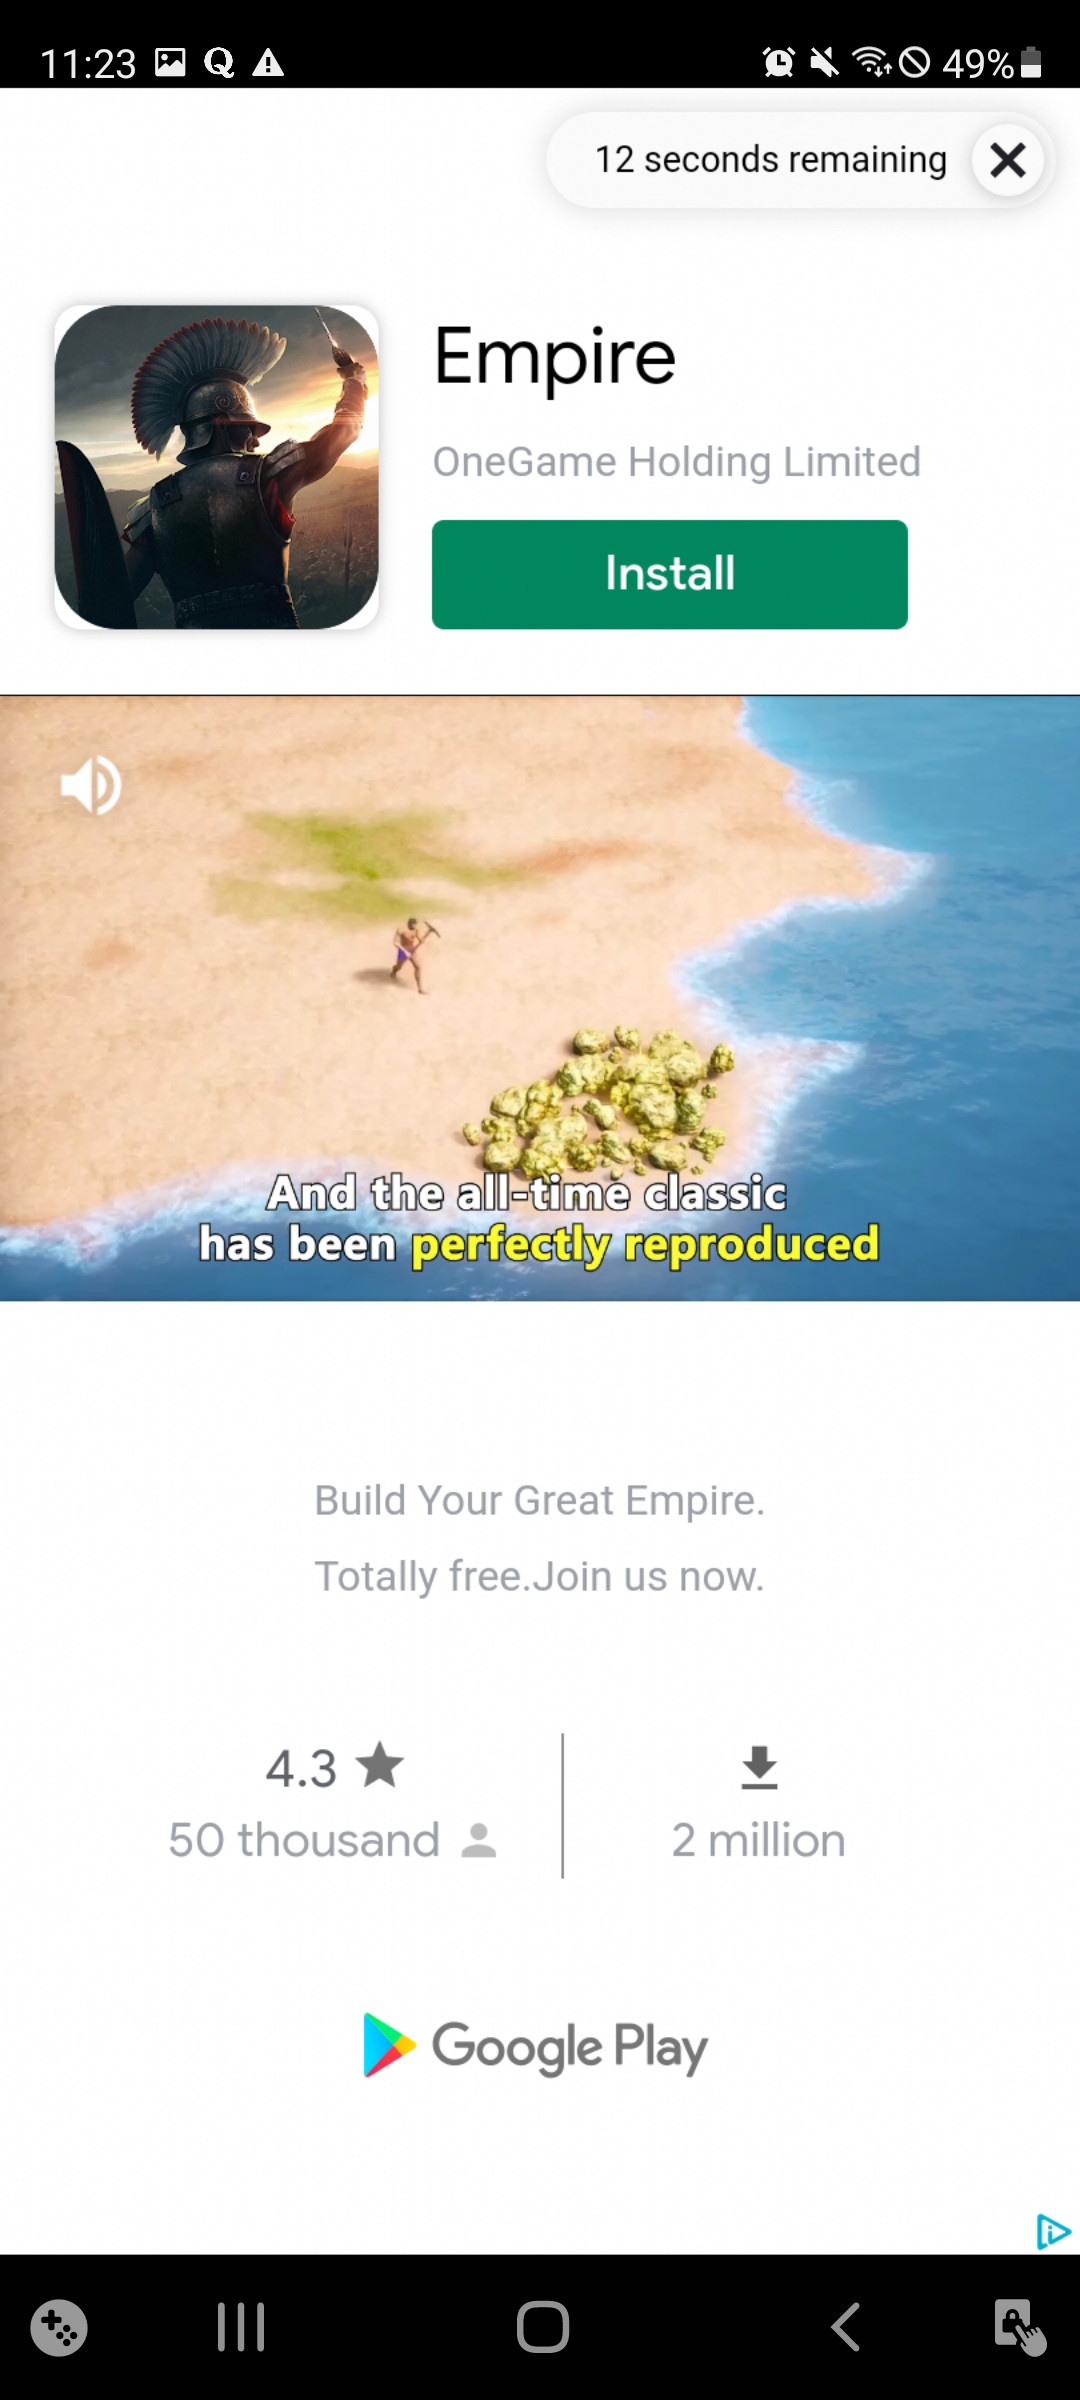 11:23
49%
12 seconds remaining
Empire
OneGame Holding Limited
Install
And the all-time classic
has been perfectly reproduced
Build Your Great Empire.
Totally free.Join us now.
4.3
50 thousand
2 million
Google Play